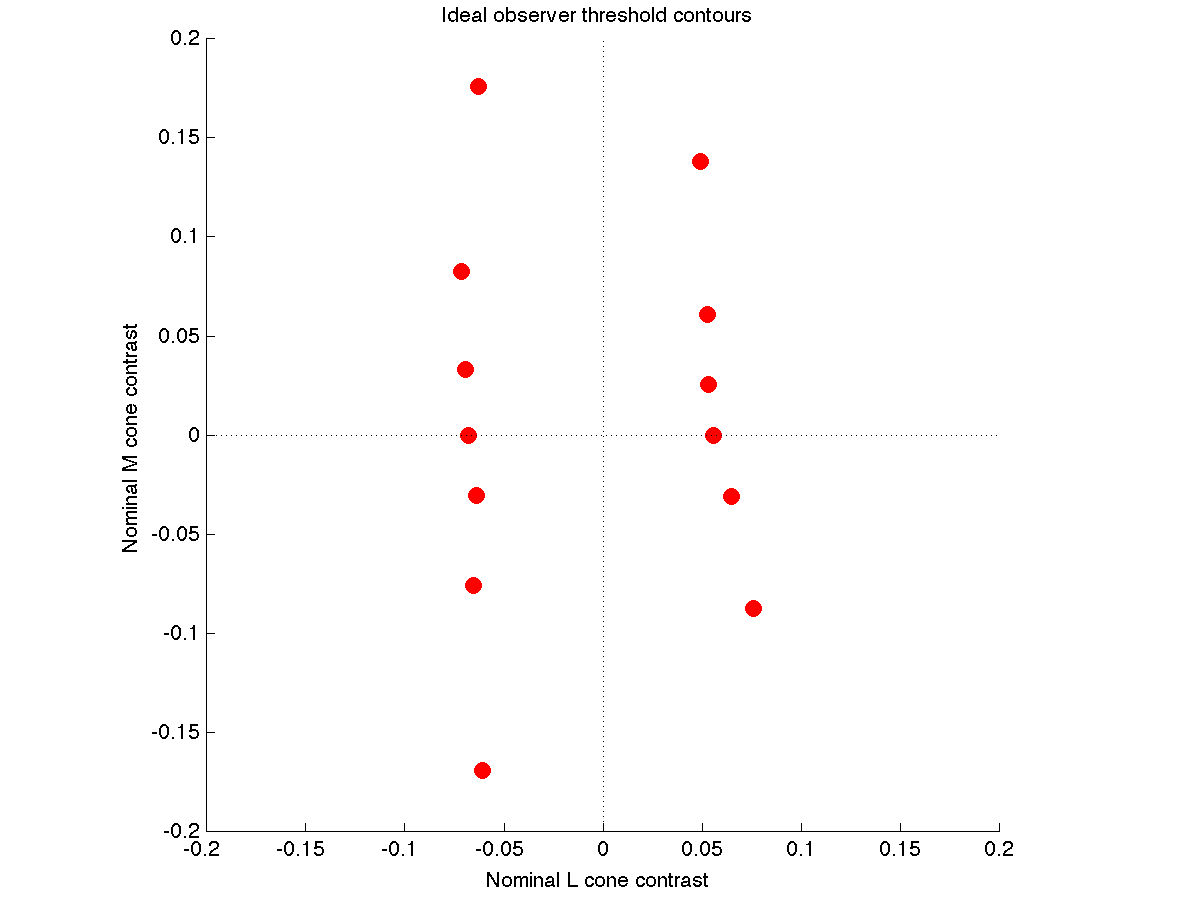 Ideal observer threshold contours
0.2
0.15
0.1
0.05
0
-0.05
-0.1
-0.15
-0.2
Nominal M cone contrast
-0.2 -0.15 -0.1 -0.05 0 0.05 0.1 0.15 0.2
Nominal L cone contrast